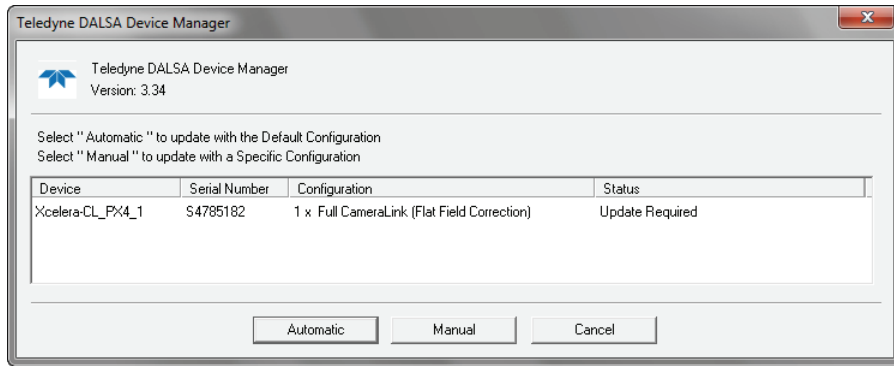 Teledyne DALSA Device Manager
Teledyne DALSA Device Manager
Version: 3.34
Select " Automatic " to update with the Default Configuration
Select " Manual " to update with a Specific Configuration
Device Serial Number Configuration Status
Xcelera-CL_PX4_1 S4785182 1 x Full CameraLink (Flat Field Correction) Update Required
Automatic Manual Cancel